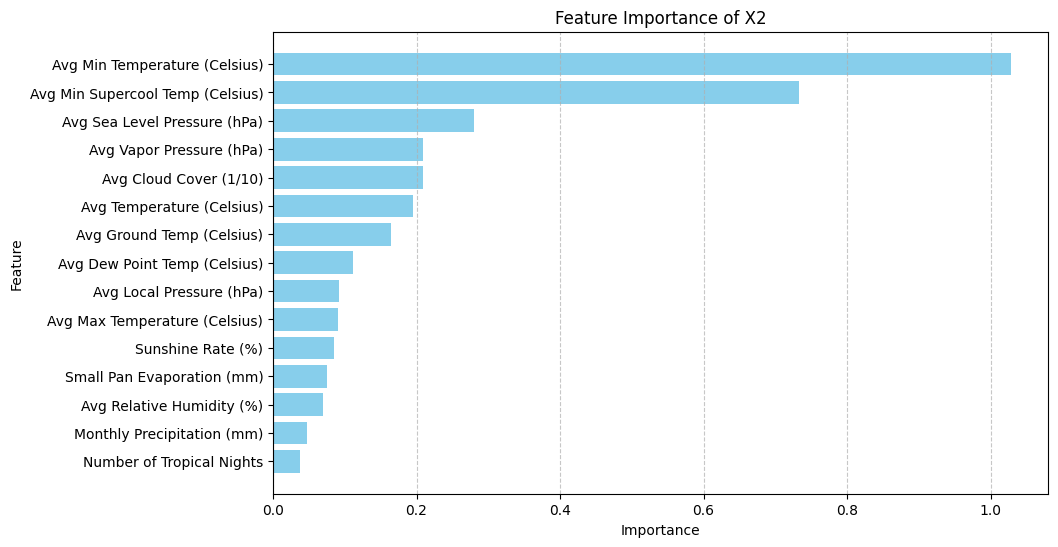 Feature Importance of X2
Feature
Avg Min Temperature (Celsius)
Avg Min Supercool Temp (Celsius)
Avg Sea Level Pressure (hPa)
Avg Vapor Pressure (hPa)
Avg Cloud Cover (1/10)
Avg Temperature (Celsius)
Avg Ground Temp (Celsius)
Avg Dew Point Temp (Celsius)
Avg Local Pressure (hPa)
Avg Max Temperature (Celsius)
Sunshine Rate (%)
Small Pan Evaporation (mm)
Avg Relative Humidity (%)
Monthly Precipitation (mm)
Number of Tropical Nights
0.0 0.2 0.4 0.6 0.8 1.0
Importance